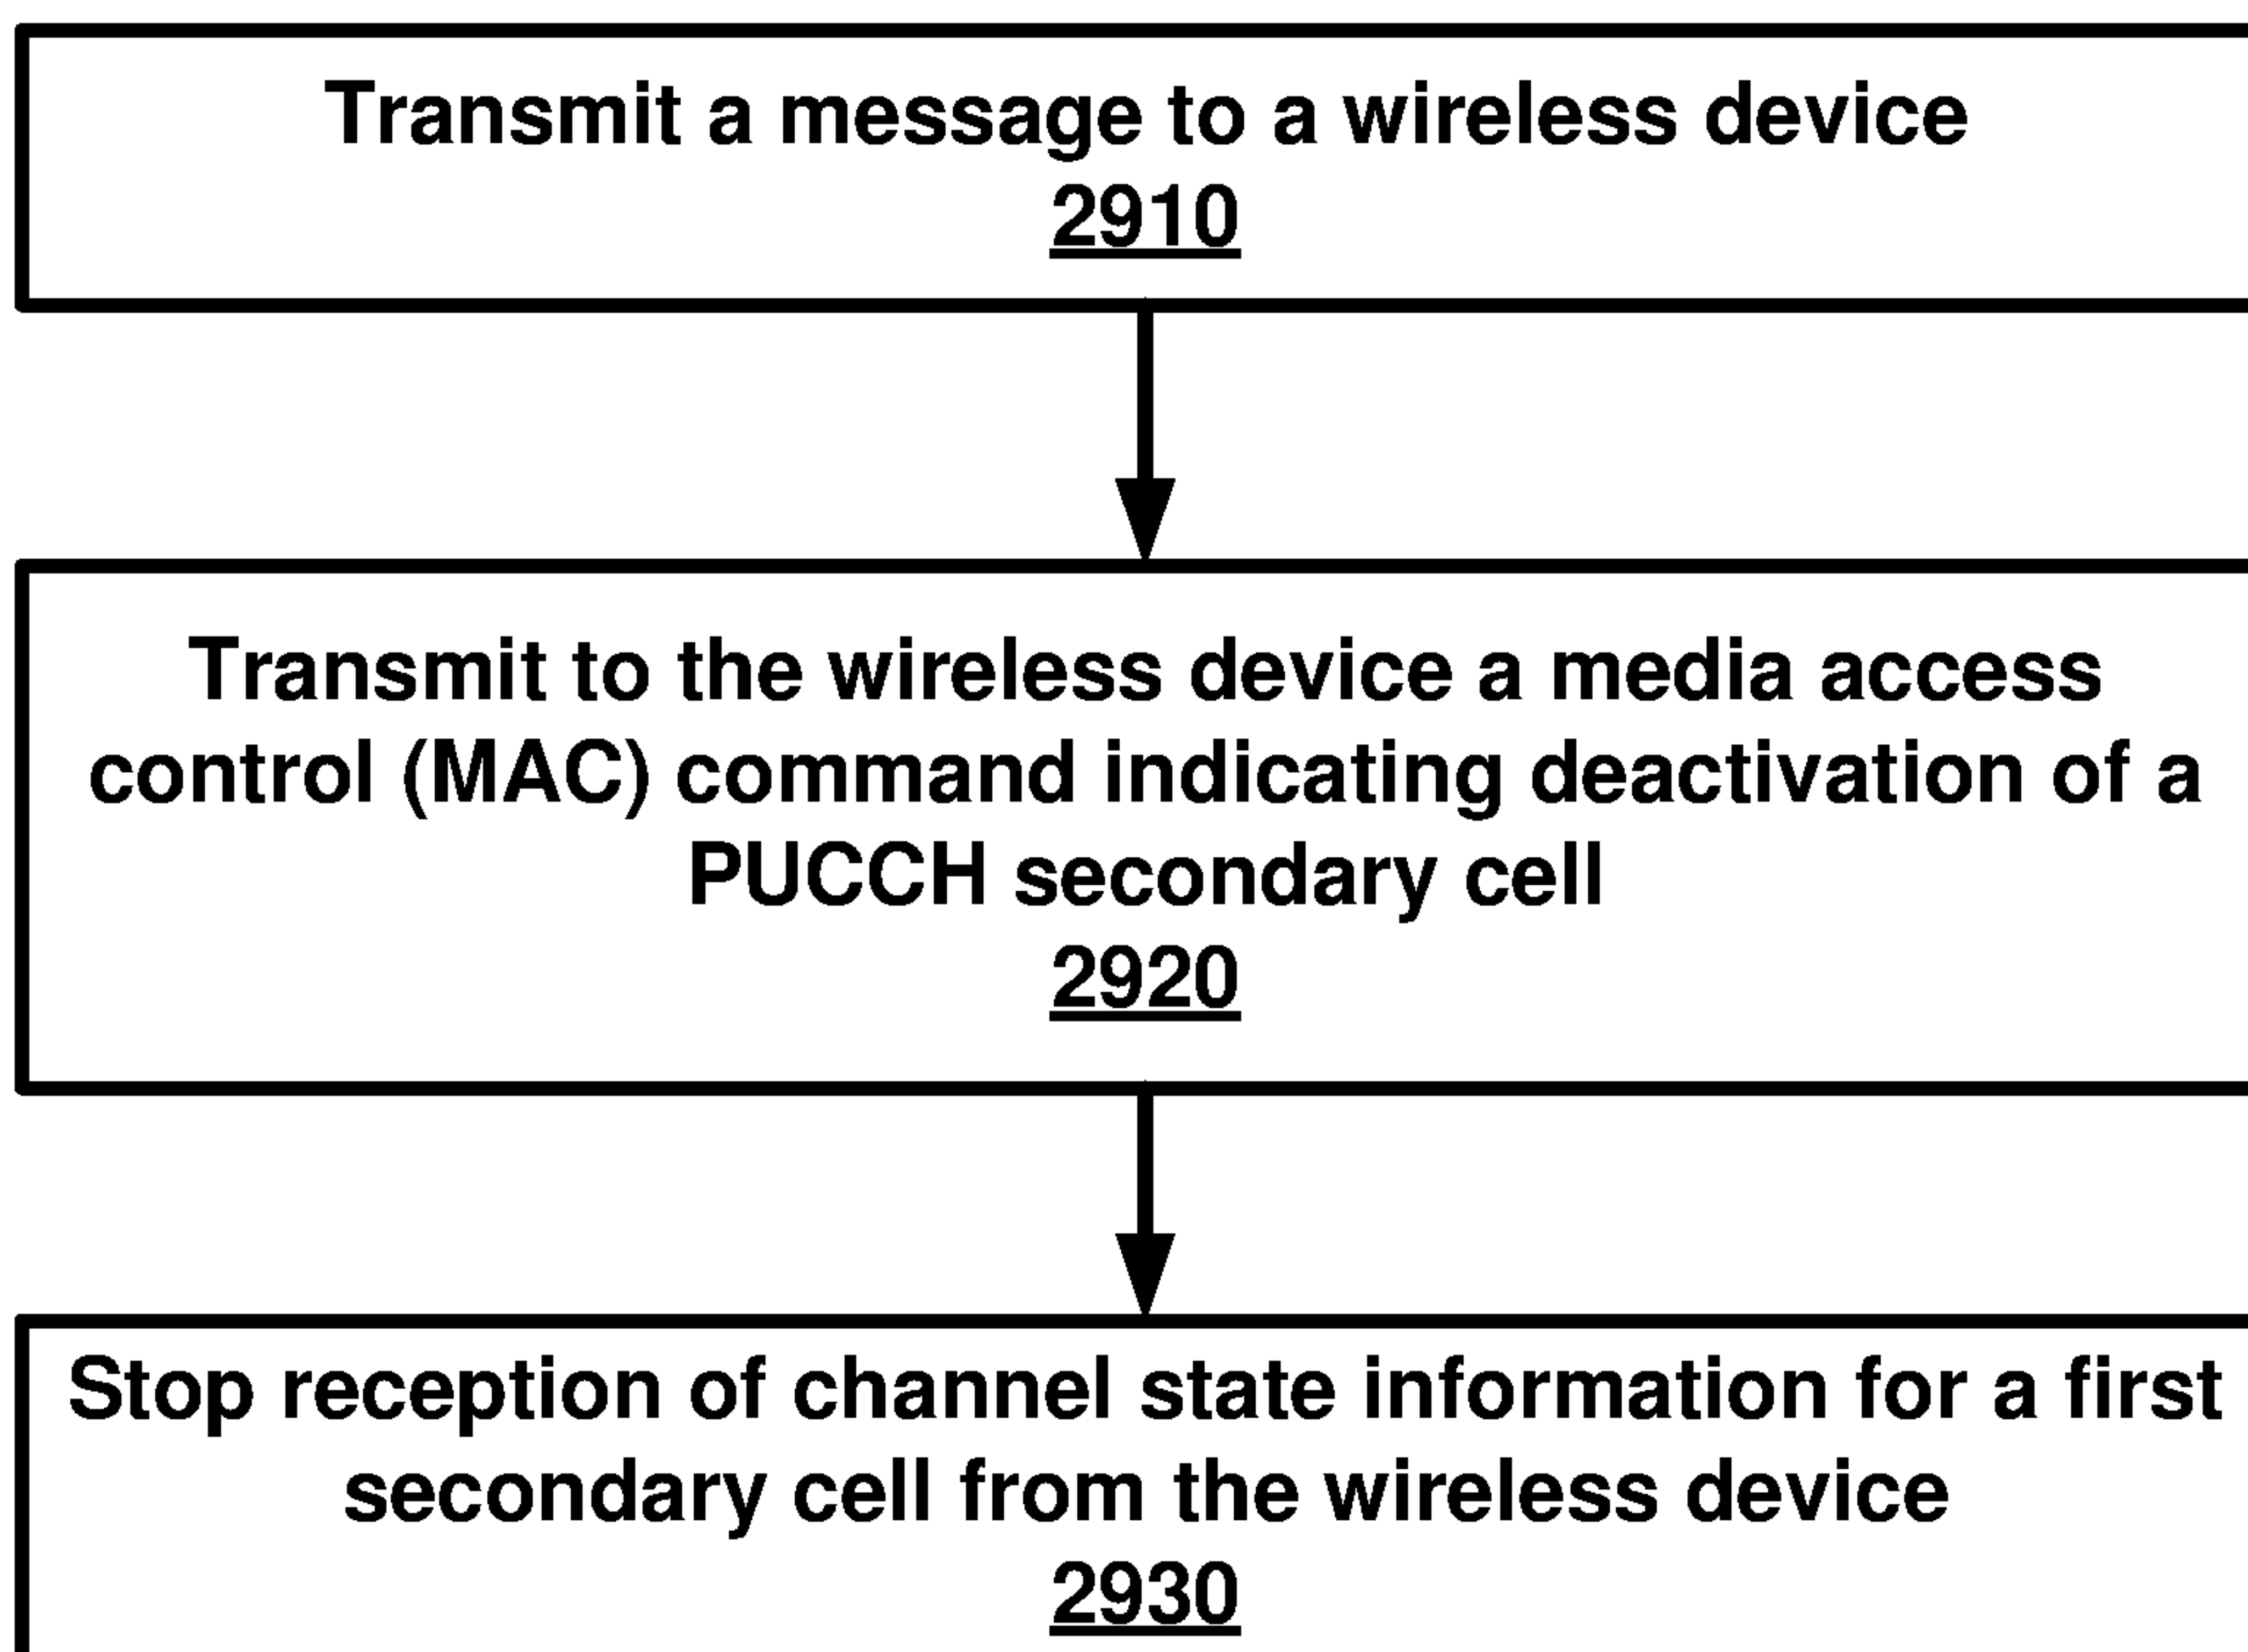 Transmit a message to a wireless device
2910
Transmit to the wireless device a media access
control (MAC) command indicating deactivation of a
PUCCH secondary cell
2920
Stop reception of channel state information for a first
secondary cell from the wireless device
2930